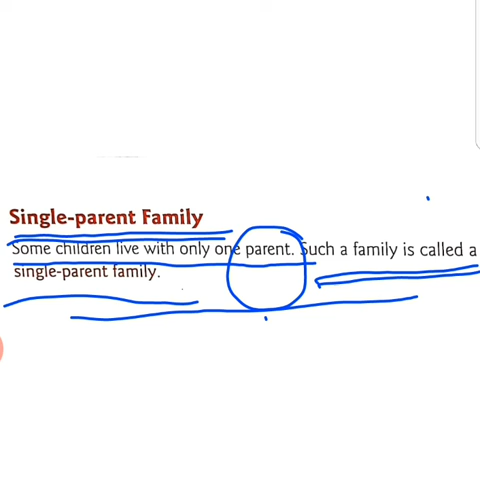 Single-parent Family
Some children live with only one parent. Such a family is called a
single-parent family.